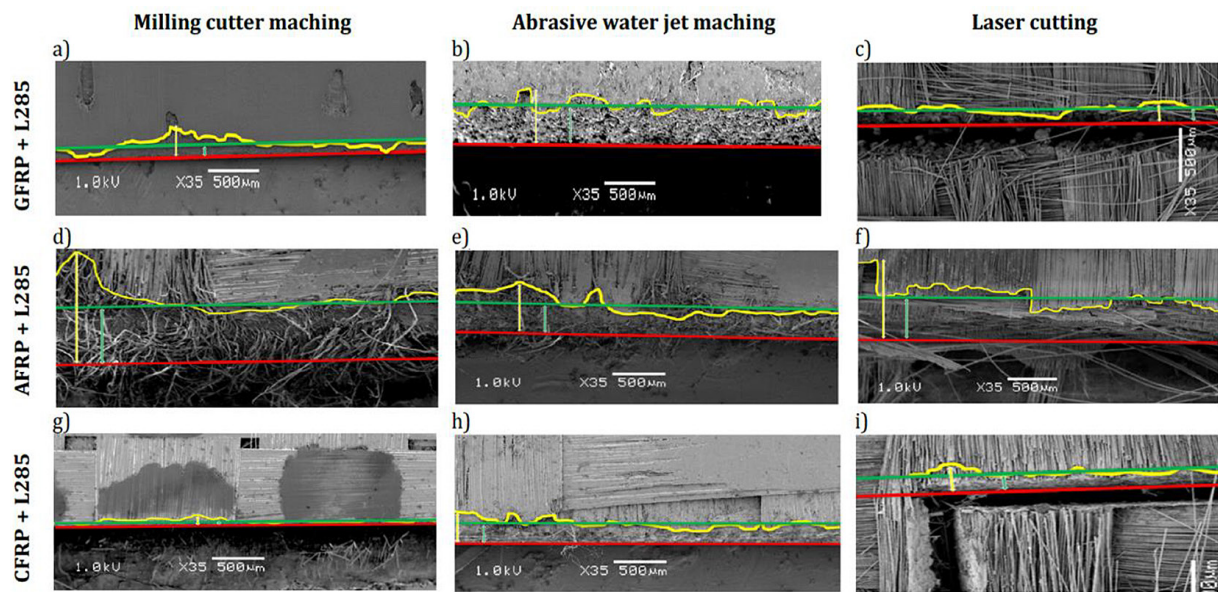 Milling cutter maching
Abrasive water jet maching
Laser cutting
GFRP + L285
a)
1.0kV X35 500µm
b)
1.0kV X35 500µm
c)
X35 500µm
AFRP + L285
d)
1.0kV X35 500µm
e)
1.0kV X35 500µm
f)
1.0kV X35 500µm
CFRP + L285
g)
1.0kV X35 500µm
h)
1.0kV X35 500µm
i)